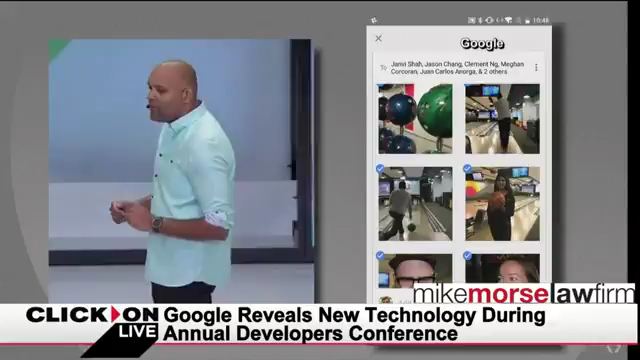 10:48
Google
To Janvi Shah, Jason Chang, Clement Ng, Meghan
Corcoran, Juan Carlos Anorga, & 2 others
mikemorselawfirm
CLICK ON
LIVE
Google Reveals New Technology During
Annual Developers Conference